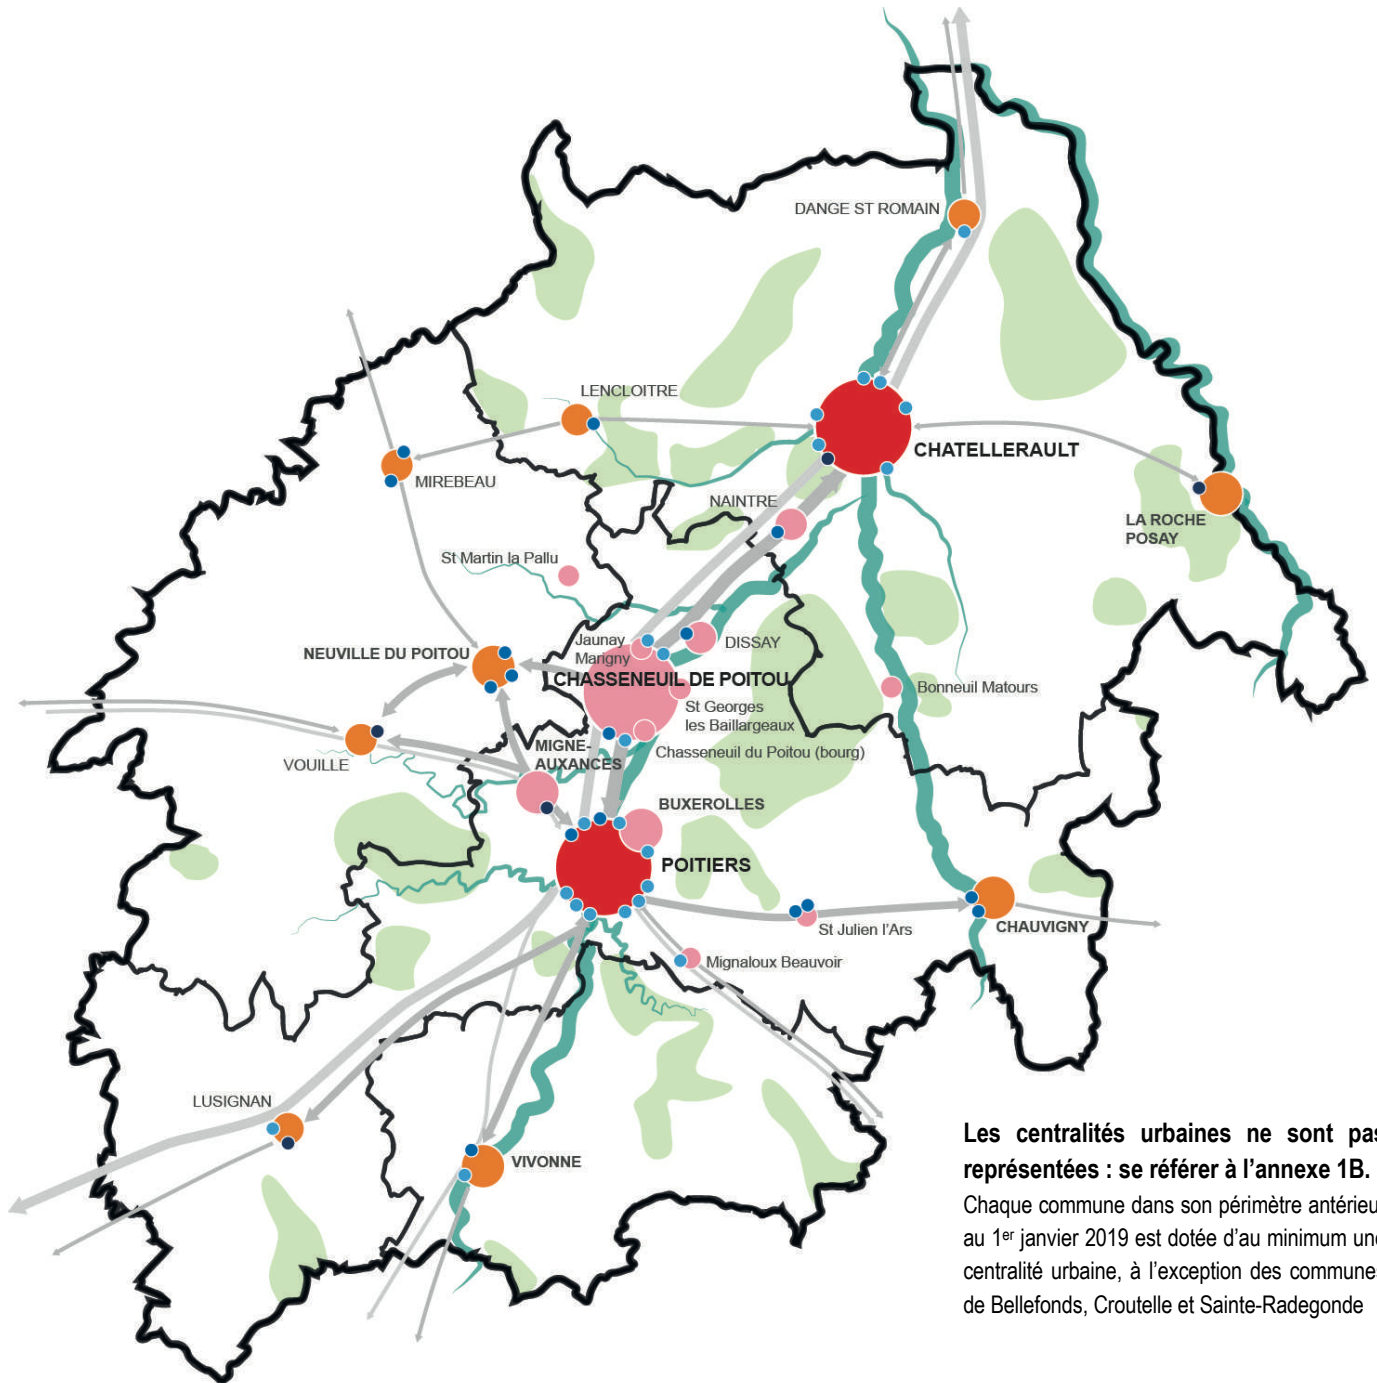 DANGE ST ROMAIN
LENCLOITRE
CHATELLERAULT
MIREBEAU
NAINTRE
LA ROCHE
POSAY
St Martin la Pallu
Jaunay
Marigny
DISSAY
NEUVILLE DU POITOU
CHASSENEUIL DE POITOU
Bonneuil Matours
St Georges
les Baillargeaux
Chasseneuil du Poitou (bourg)
MIGNE-
AUXANCES
VOUILLE
BUXEROLLES
POITIERS
St Julien l'Ars
CHAUVIGNY
Mignaloux Beauvoir
LUSIGNAN
VIVONNE
Les centralités urbaines ne sont pas
représentées : se référer à l'annexe 1B.
Chaque commune dans son périmètre antérieu
au 1er janvier 2019 est dotée d'au minimum une
centralité urbaine, à l'exception des communes
de Bellefonds, Croutelle et Sainte-Radegonde